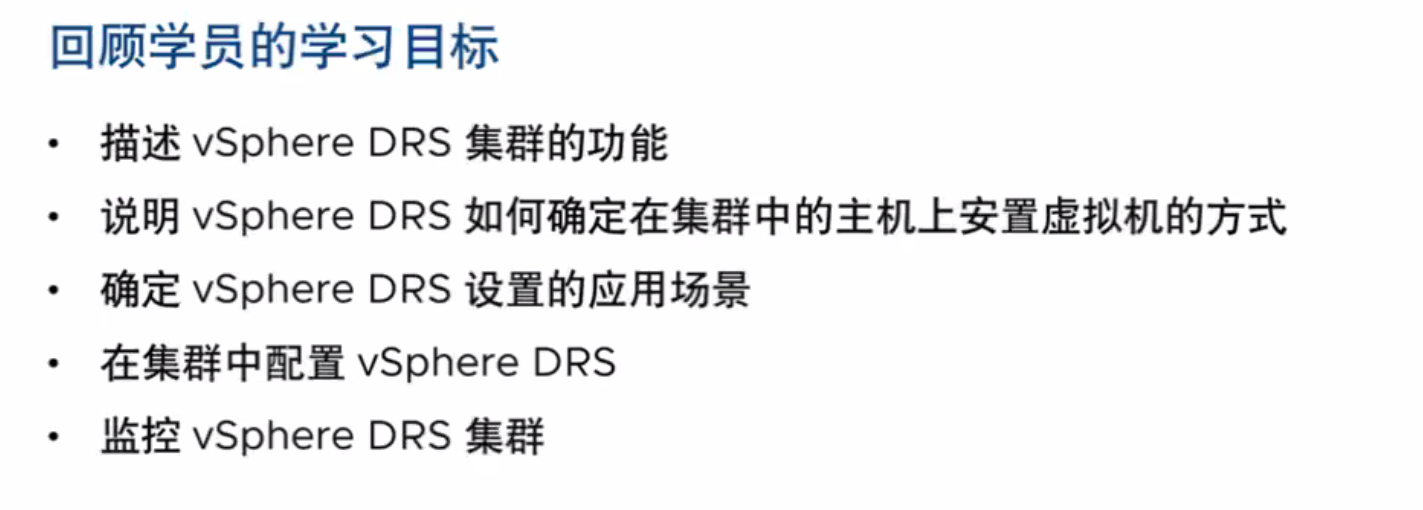 回顾学员的学习目标
• 描述 vSphere DRS 集群的功能
• 说明 vSphere DRS 如何确定在集群中的主机上安置虚拟机的方式
• 确定 vSphere DRS 设置的应用场景
• 在集群中配置 vSphere DRS
• 监控 vSphere DRS 集群